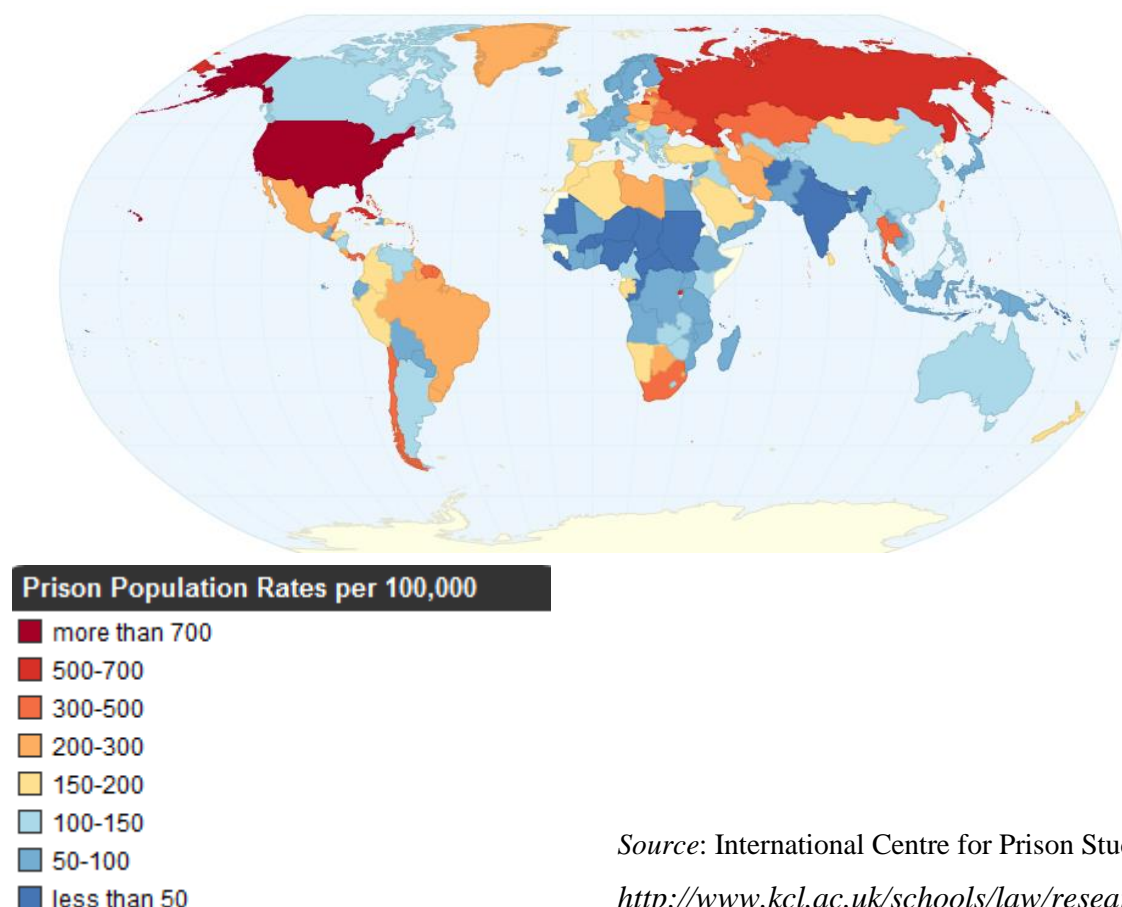 Prison Population Rates per 100,000
more than 700
500-700
300-500
200-300
150-200
100-150
50-100
less than 50
Source: International Centre for Prison
http://www.kcl.ac.uk/schools/law/resea